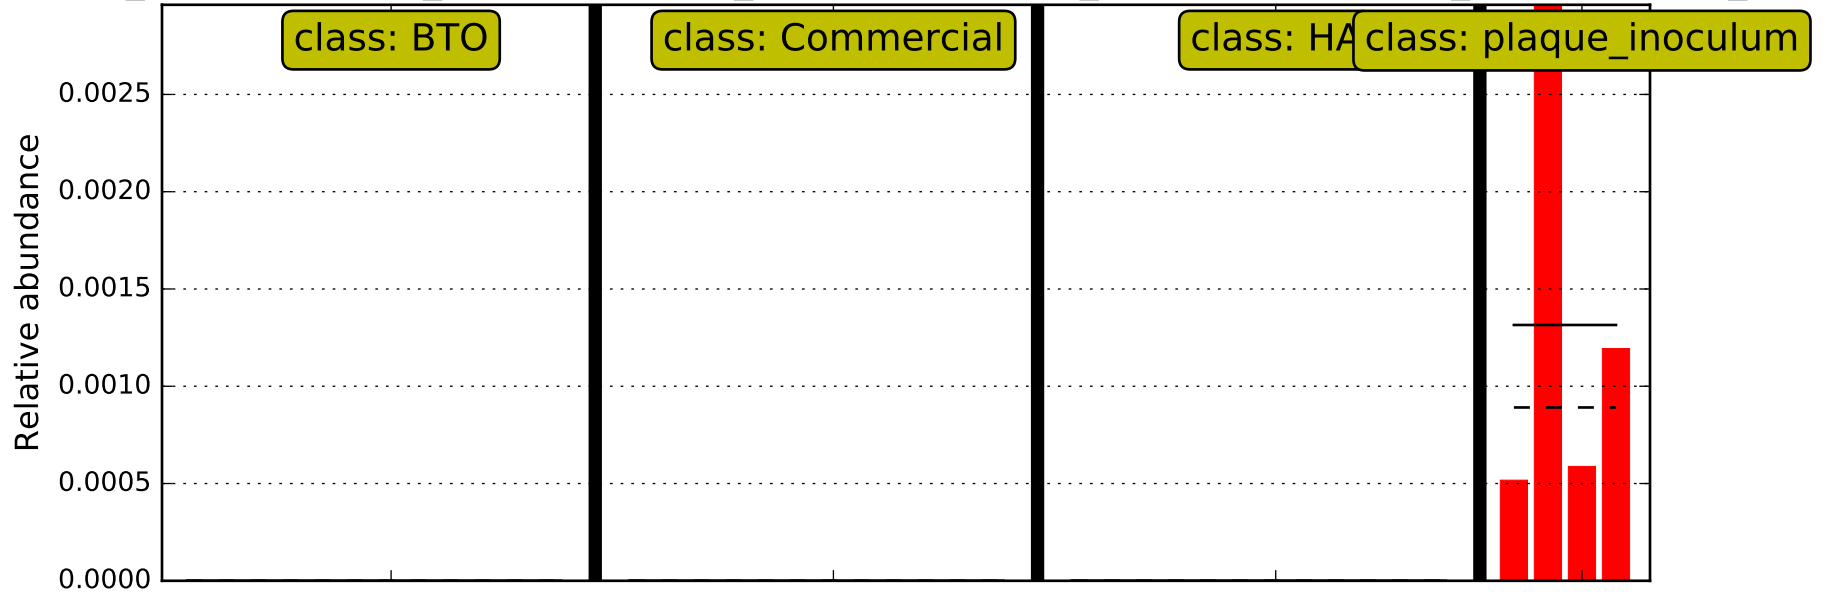 class: BTO
class: Commercial
class: HA
class: plaque_inoculum
0.0025
0.0020
0.0015
0.0010
0.0005
0.0000
Relative abundance